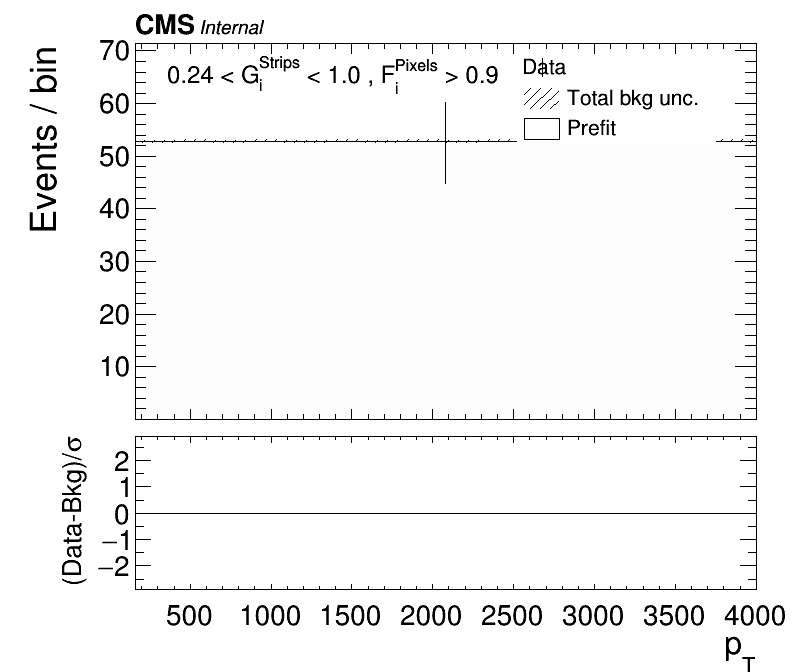 CMS Internal
Events / bin
70
60
50
40
30
20
10
0.24 < G_i^Strips < 1.0 , F_i^Pixels > 0.9
Data
Total bkg unc.
Prefit
(Data-Bkg)/σ
2
1
0
−1
−2
500 1000 1500 2000 2500 3000 3500 4000
p_T